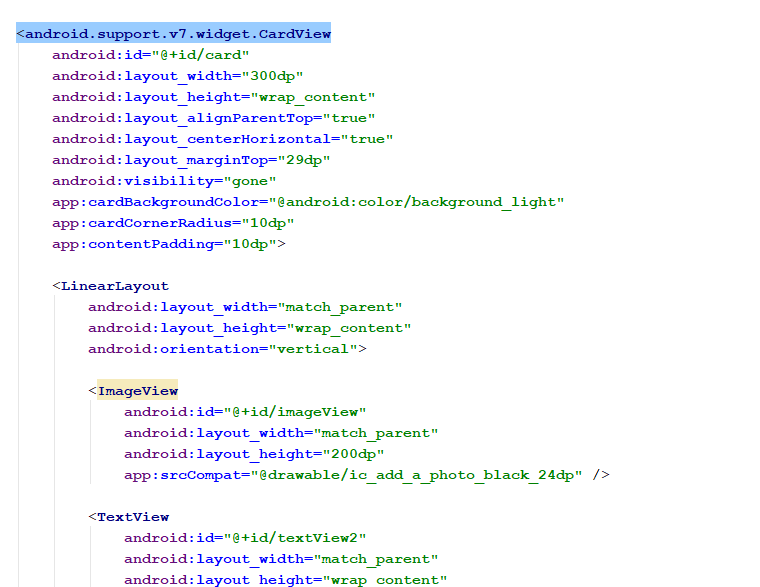 <android.support.v7.widget.CardView
android:id="@+id/card"
android:layout_width="300dp"
android:layout_height="wrap_content"
android:layout_alignParentTop="true"
android:layout_centerHorizontal="true"
android:layout_marginTop="29dp"
android:visibility="gone"
app:cardBackgroundColor="@android:color/background_light"
app:cardCornerRadius="10dp"
app:contentPadding="10dp">
<LinearLayout
android:layout_width="match_parent"
android:layout_height="wrap_content"
android:orientation="vertical">
<ImageView
android:id="@+id/imageView"
android:layout_width="match_parent"
android:layout_height="200dp"
app:srcCompat="@drawable/ic_add_a_photo_black_24dp" />
<TextView
android:id="@+id/textView2"
android:layout_width="match_parent"
android:layout_height="wrap_content"